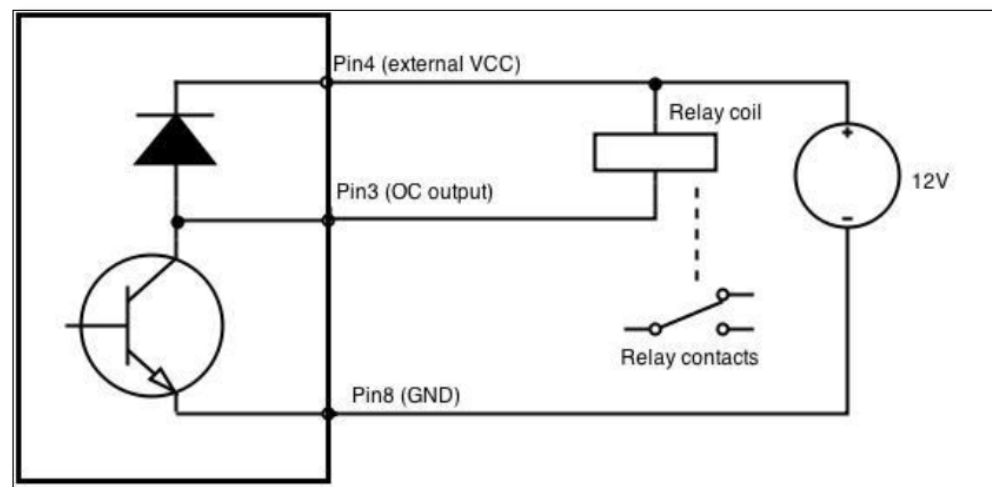 Pin4 (external VCC)
Relay coil
+
12V
Pin3 (OC output)
−
Relay contacts
Pin8 (GND)